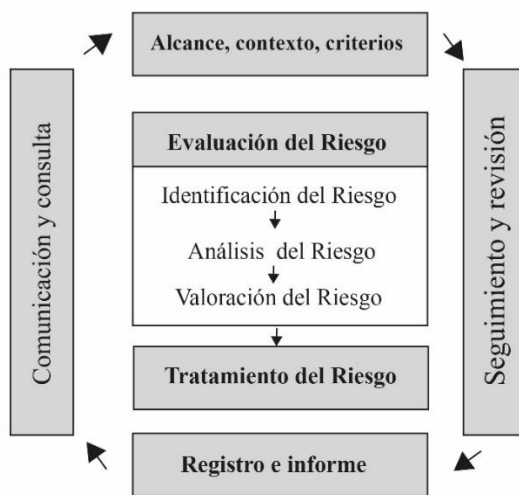 Alcance, contexto, criterios
Comunicación y consulta
Evaluación del Riesgo
Identificación del Riesgo
Análisis del Riesgo
Valoración del Riesgo
Tratamiento del Riesgo
Seguimiento y revisión
Registro e informe